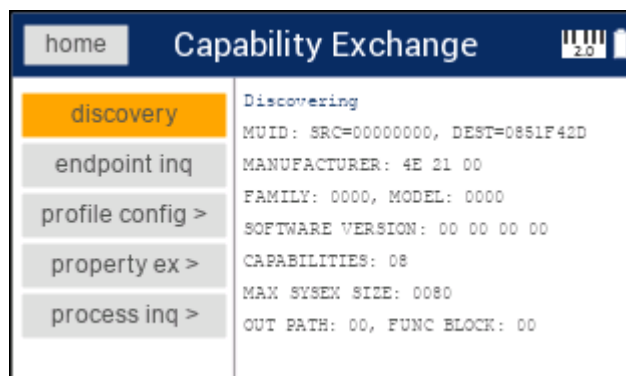 home
Capability Exchange
2.0
discovery
endpoint inq
profile config >
property ex >
process inq >
Discovering
MUID: SRC=00000000, DEST=0851F42D
MANUFACTURER: 4E 21 00
FAMILY: 0000, MODEL: 0000
SOFTWARE VERSION: 00 00 00 00
CAPABILITIES: 08
MAX SYSEX SIZE: 0080
OUT PATH: 00, FUNC BLOCK: 00